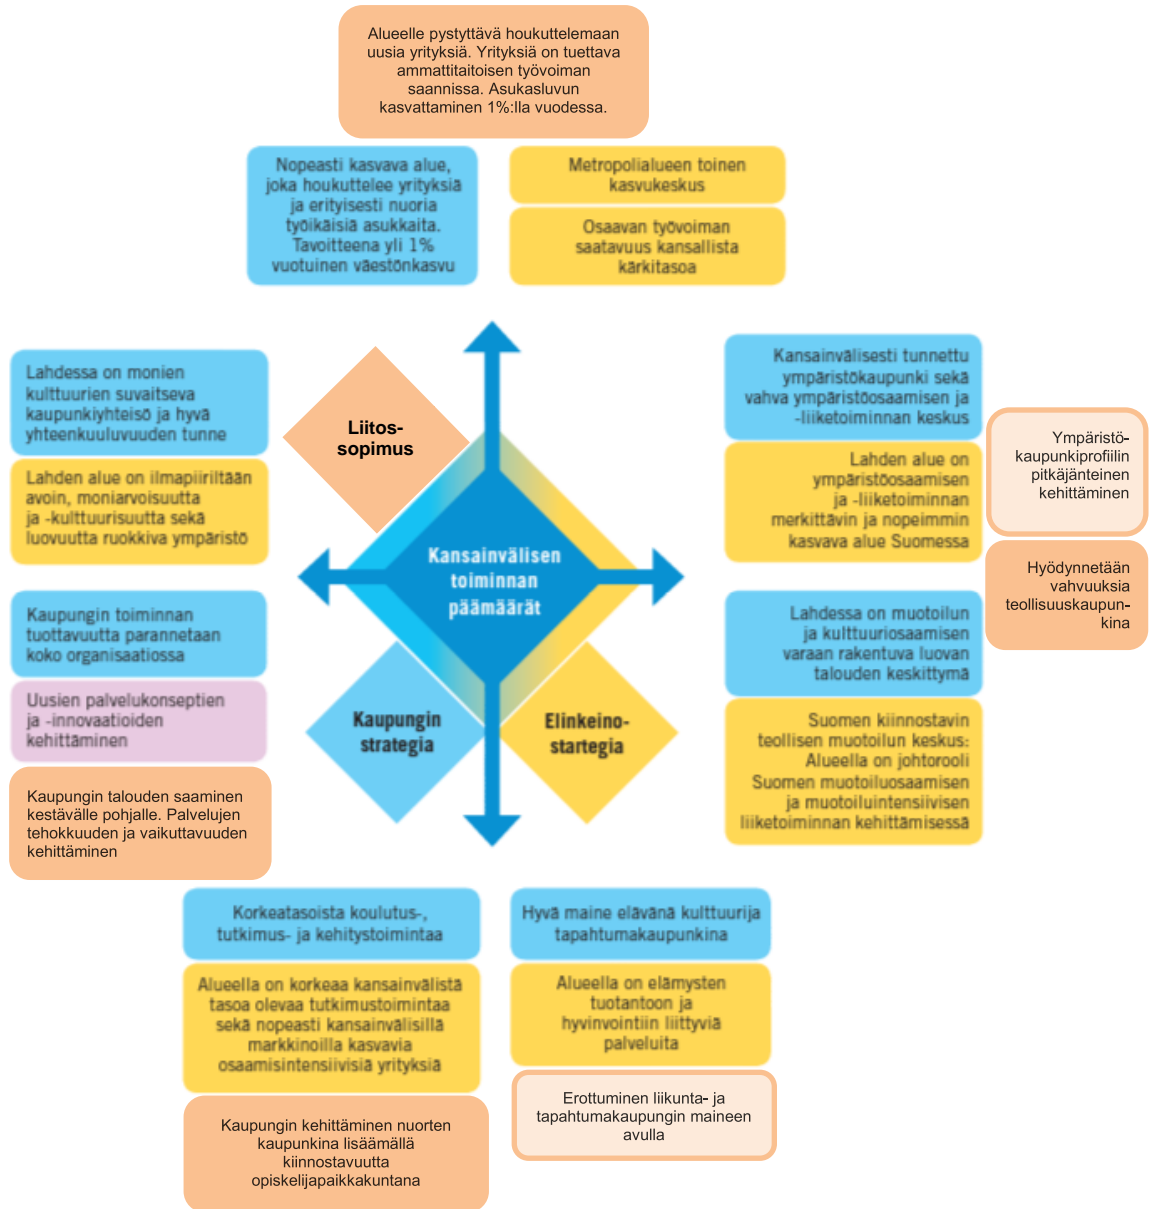 Alueelle pystyttävä houkuttelemaan
uusia yrityksiä. Yrityksiä on tuettava
ammattitaitoisen työvoiman
saannissa. Asukasluvun
kasvattaminen 1%:lla vuodessa.
Nopeasti kasvava alue,
joka houkuttelee yrityksiä
ja erityisesti nuoria
työikäisiä asukkaita.
Tavoitteena yli 1%
vuotuinen väestönkasvu
Metropolialueen toinen
kasvukeskus
Osaavan työvoiman
saatavuus kansallista
kärkitasoa
Lahdessa on monien
kulttuurien suvaitseva
kaupunkiyhteisö ja hyvä
yhteenkuuluvuuden tunne
Lahden alue on ilmapiiriltään
avoin, moniarvoisuutta
ja -kulttuurisuutta sekä
luovuutta ruokkiva ympäristö
Kaupungin toiminnan
tuottavuutta parannetaan
koko organisaatiossa
Uusien palvelukonseptien
ja -innovaatioiden
kehittäminen
Kaupungin talouden saaminen
kestävälle pohjalle. Palvelujen
tehokkuuden ja vaikuttavuuden
kehittäminen
Liitos-
sopimus
Kansainvälisen
toiminnan
päämäärät
Kaupungin
strategia
Elinkeino-
startegia
Kansainvälisesti tunnettu
ympäristökaupunki sekä
vahva ympäristöosaamisen ja
-liiketoiminnan keskus
Lahden alue on
ympäristöosaamisen
ja -liiketoiminnan
merkittävin ja nopeimmin
kasvava alue Suomessa
Ympäristö-
kaupunkiprofiilin
pitkäjänteinen
kehittäminen
Hyödynnetään
vahvuuksia
teollisuuskaupun-
kina
Lahdessa on muotoilun
ja kulttuuriosaamisen
varaan rakentuva luovan
talouden keskittymä
Suomen kiinnostavin
teollisen muotoilun keskus:
Alueella on johtorooli
Suomen muotoiluosaamisen
ja muotoiluintensiivisen
liiketoiminnan kehittämisessä
Korkeatasoista koulutus-,
tutkimus- ja kehitystoimintaa
Alueella on korkeaa kansainvälistä
tasoa olevaa tutkimustoimintaa
sekä nopeasti kansainvälisillä
markkinoilla kasvavia
osaamisintensiivisiä yrityksiä
Kaupungin kehittäminen nuorten
kaupunkina lisäämällä
kiinnostavuutta
opiskelijapaikkakuntana
Hyvä maine elävänä kulttuurija
tapahtumakaupunkina
Alueella on elämysten
tuotantoon ja
hyvinvointiin liittyviä
palveluita
Erottuminen liikunta- ja
tapahtumakaupungin maineen
avulla